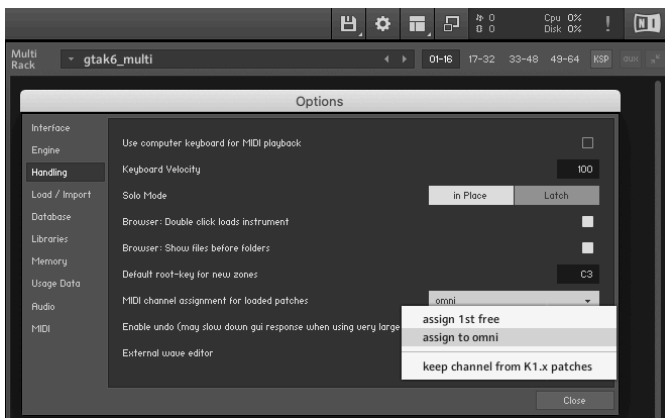 Cpu 0%
0
0
Disk 0%
!
NI
Multi
Rack
gtak6_multi
01-16 17-32 33-48 49-64 KSP aux
Options
Interface
Engine
Handling
Load / Import
Database
Libraries
Memory
Usage Data
Audio
MIDI
Use computer keyboard for MIDI playback
Keyboard Velocity 100
Solo Mode in Place Latch
Browser: Double click loads instrument
Browser: Show files before folders
Default root-key for new zones C3
MIDI channel assignment for loaded patches omni
Enable undo (may slow down gui response when using very large
External wave editor
assign 1st free
assign to omni
keep channel from K1.x patches
Close